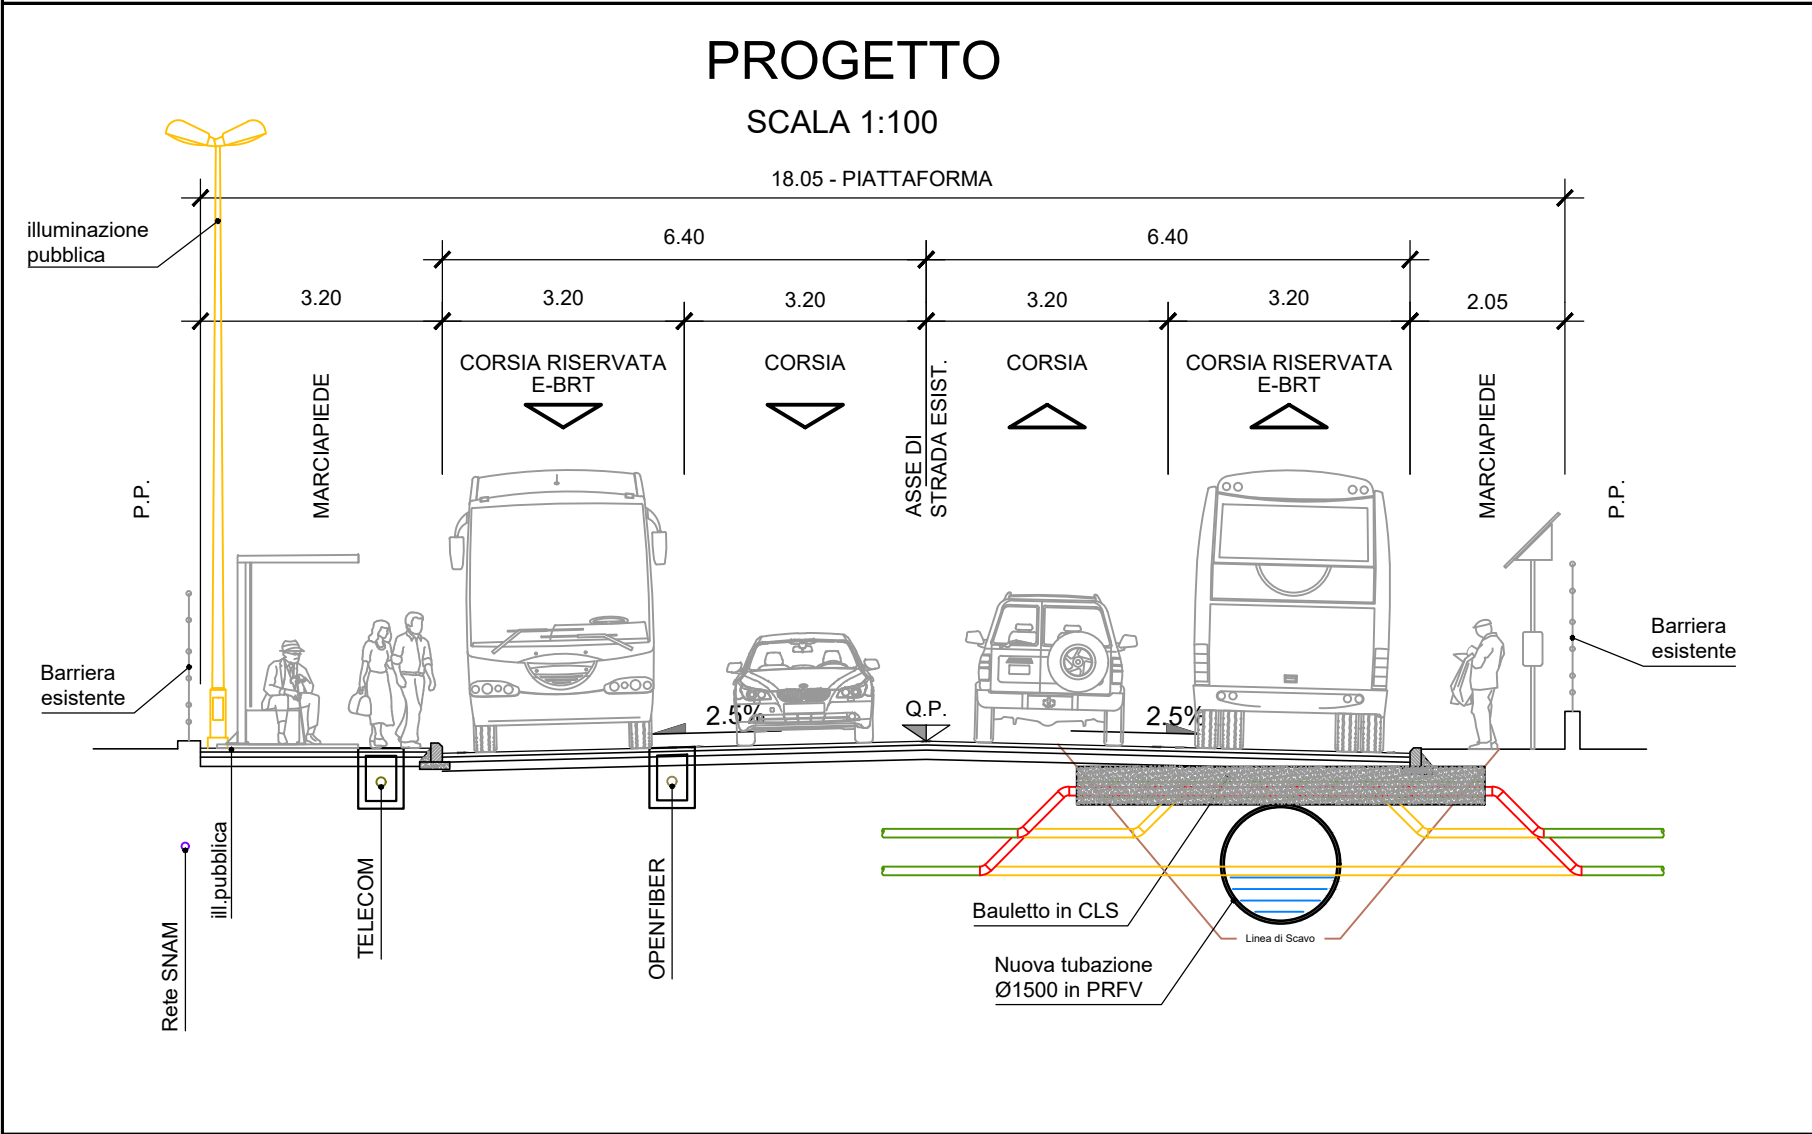 PROGETTO
SCALA 1:100
18.05 - PIATTAFORMA
illuminazione
pubblica
6.40
6.40
3.20
3.20
3.20
3.20
3.20
2.05
CORSIA RISERVATA
E-BRT
CORSIA
CORSIA
CORSIA RISERVATA
E-BRT
P.P.
MARCIAPIEDE
ASSE DI
STRADA ESIST.
MARCIAPIEDE
P.P.
Barriera
esistente
Barriera
esistente
2.5%
Q.P.
2.5%
Rete SNAM
ill.pubblica
TELECOM
OPENFIBER
Bauletto in CLS
Linea di Scavo
Nuova tubazione
Ø1500 in PRFV